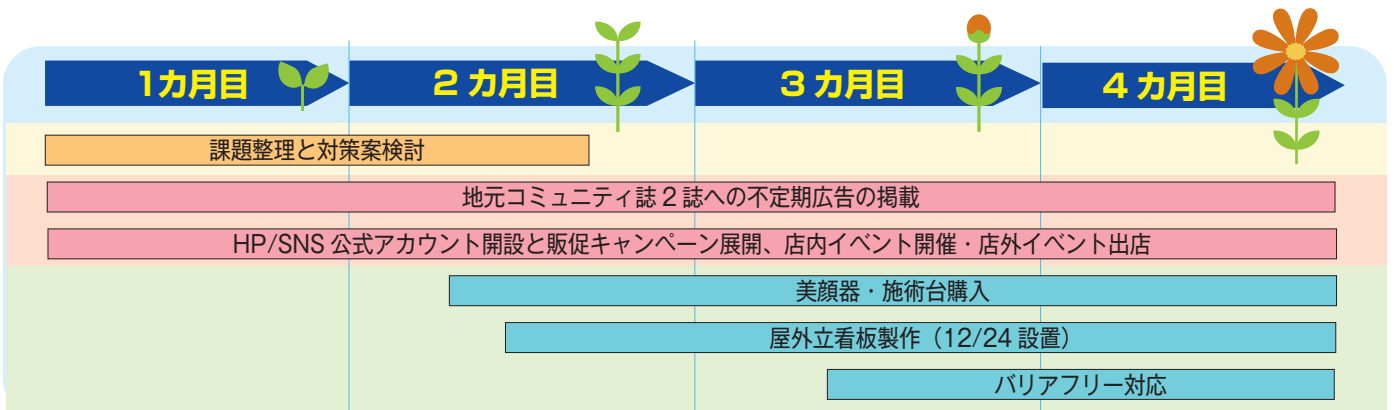 1カ月目
2 カ月目
3 カ月目
4 カ月目
課題整理と対策案検討
地元コミュニティ誌 2 誌への不定期広告の掲載
HP/SNS 公式アカウント開設と販促キャンペーン展開、店内イベント開催・店外イベント出店
美顔器・施術台購入
屋外立看板製作（12/24 設置）
バリアフリー対応